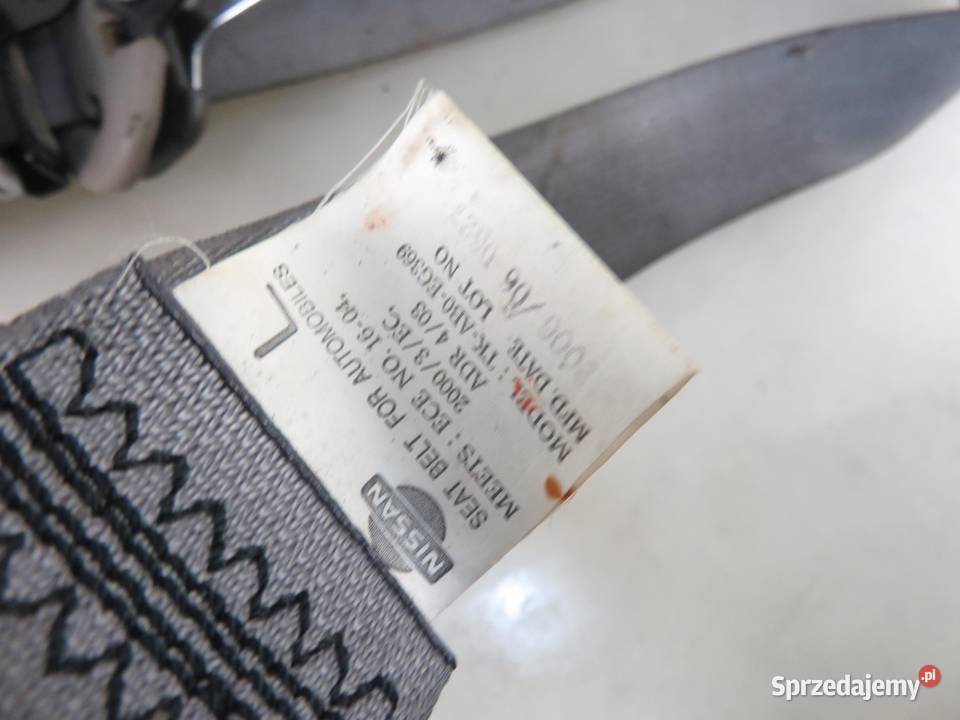 NISSAN
SEAT BELT FOR AUTOMOBILES
MEETS : ECE NO. 16-04,
2000/3/EC,
ADR 4/03
L
MODEL : TK-AB0-EG369
MFD. DATE LOT NO
2006 /06
Sprzedajemy.pl